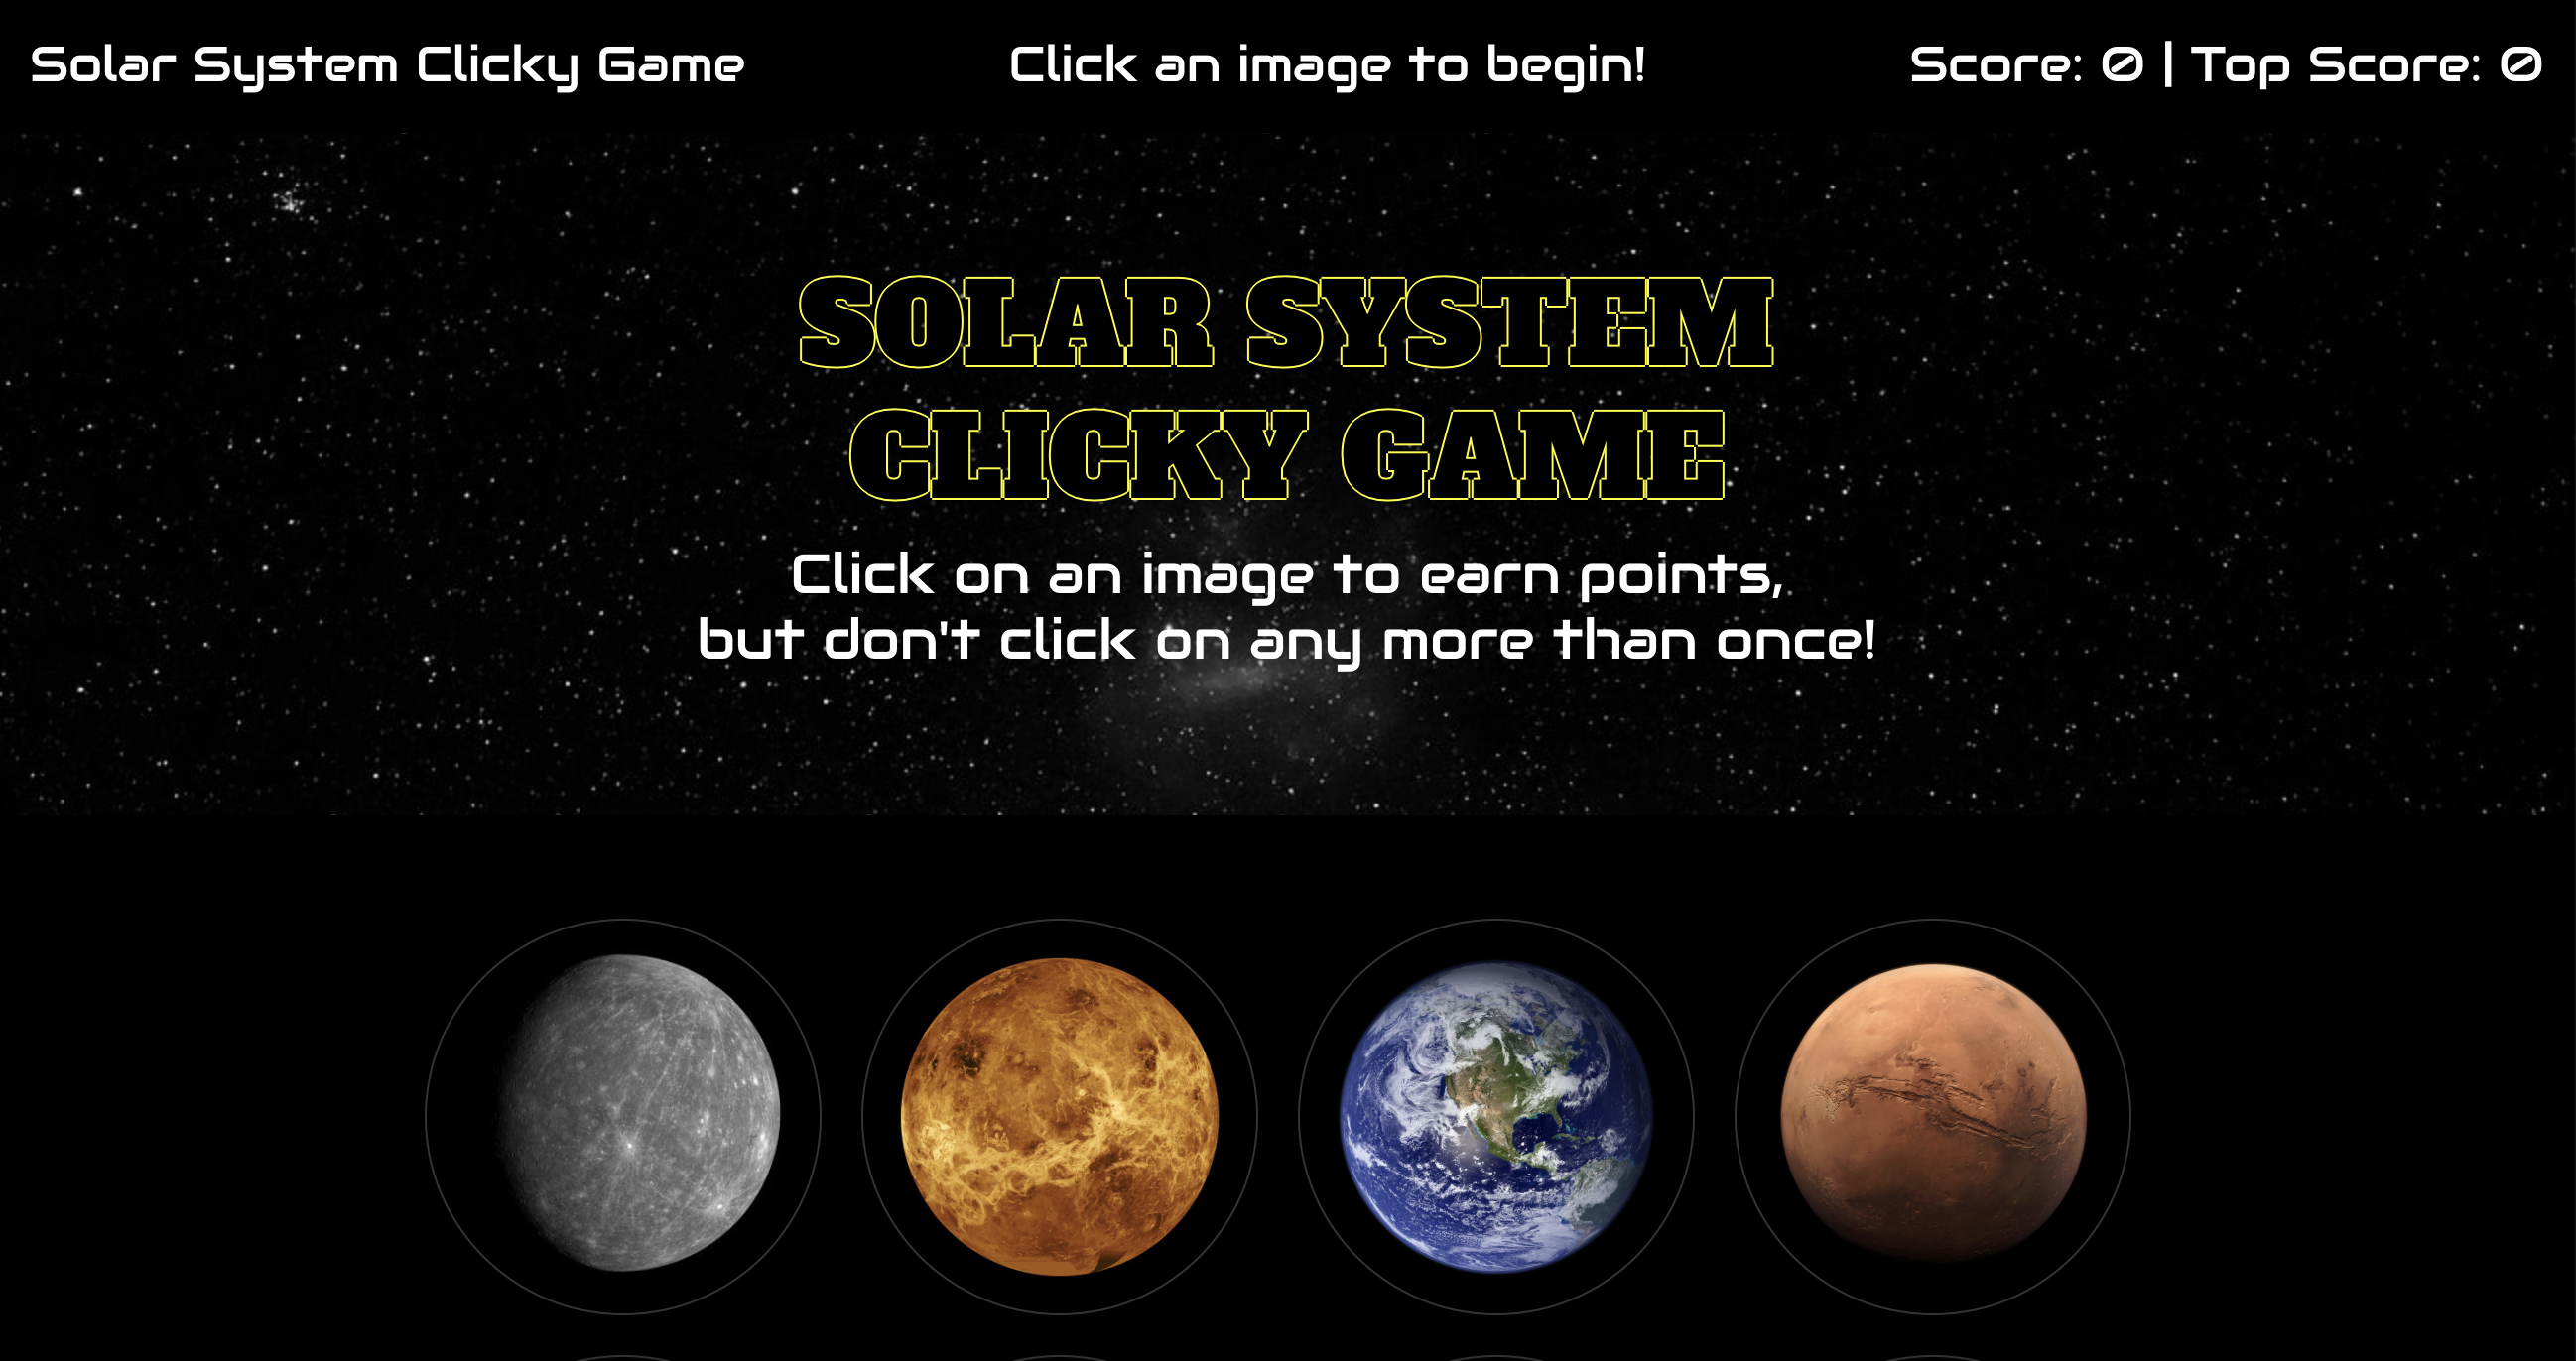 Solar System Clicky Game
Click an image to begin!
Score: 0 | Top Score: 0
SOLAR SYSTEM
CLICKY GAME
Click on an image to earn points,
but don't click on any more than once!